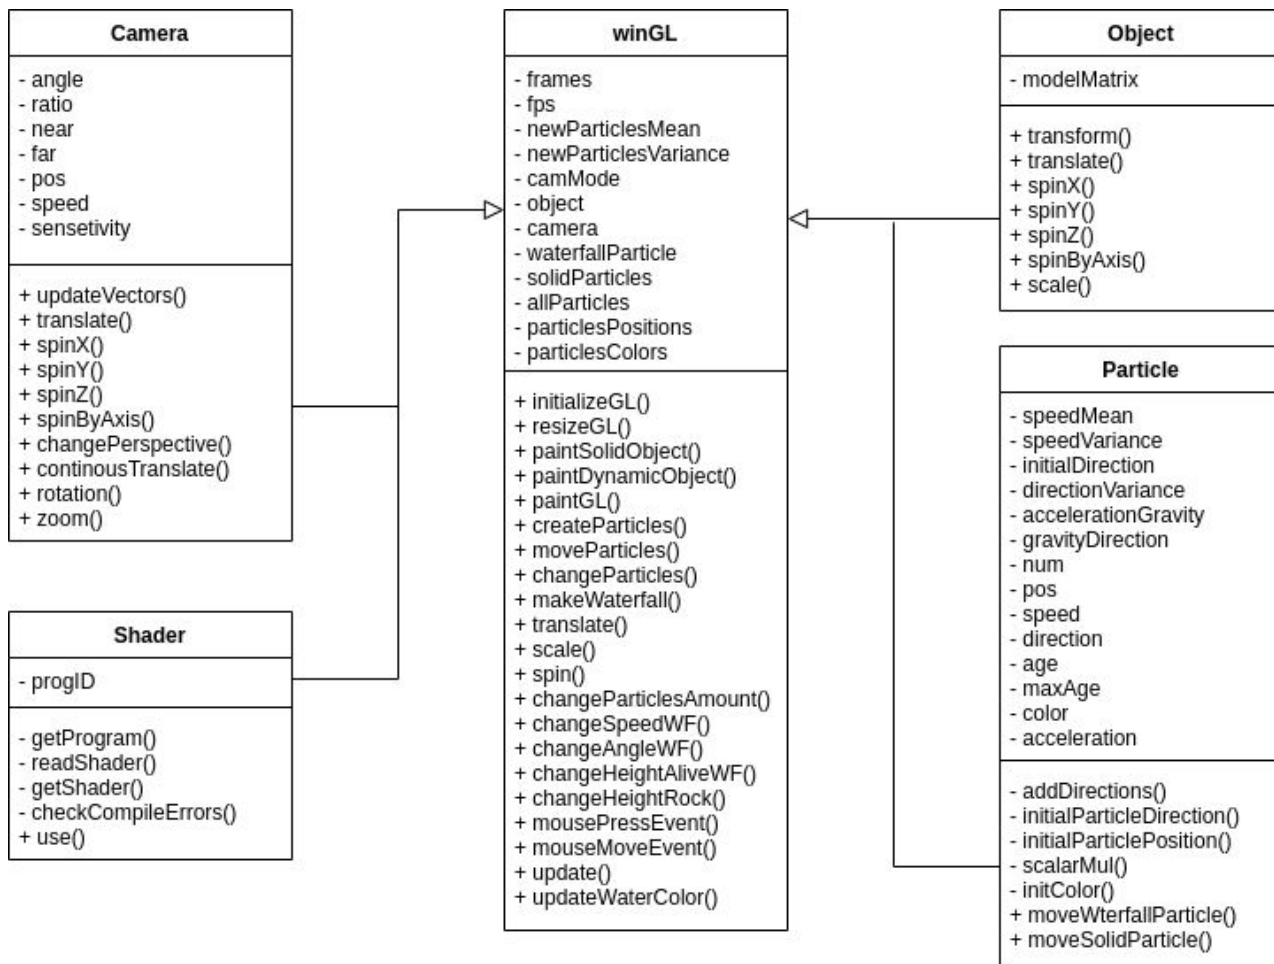 Camera
- angle
- ratio
- near
- far
- pos
- speed
- sensetivity
+ updateVectors()
+ translate()
+ spinX()
+ spinY()
+ spinZ()
+ spinByAxis()
+ changePerspective()
+ continousTranslate()
+ rotation()
+ zoom()
Shader
- progID
- getProgram()
- readShader()
- getShader()
- checkCompileErrors()
+ use()
winGL
- frames
- fps
- newParticlesMean
- newParticlesVariance
- camMode
- object
- camera
- waterfallParticle
- solidParticles
- allParticles
- particlesPositions
- particlesColors
+ initializeGL()
+ resizeGL()
+ paintSolidObject()
+ paintDynamicObject()
+ paintGL()
+ createParticles()
+ moveParticles()
+ changeParticles()
+ makeWaterfall()
+ translate()
+ scale()
+ spin()
+ changeParticlesAmount()
+ changeSpeedWF()
+ changeAngleWF()
+ changeHeightAliveWF()
+ changeHeightRock()
+ mousePressEvent()
+ mouseMoveEvent()
+ update()
+ updateWaterColor()
Object
- modelMatrix
+ transform()
+ translate()
+ spinX()
+ spinY()
+ spinZ()
+ spinByAxis()
+ scale()
Particle
- speedMean
- speedVariance
- initialDirection
- directionVariance
- accelerationGravity
- gravityDirection
- num
- pos
- speed
- direction
- age
- maxAge
- color
- acceleration
- addDirections()
- initialParticleDirection()
- initialParticlePosition()
- scalarMul()
- initColor()
+ moveWterfallParticle()
+ moveSolidParticle()